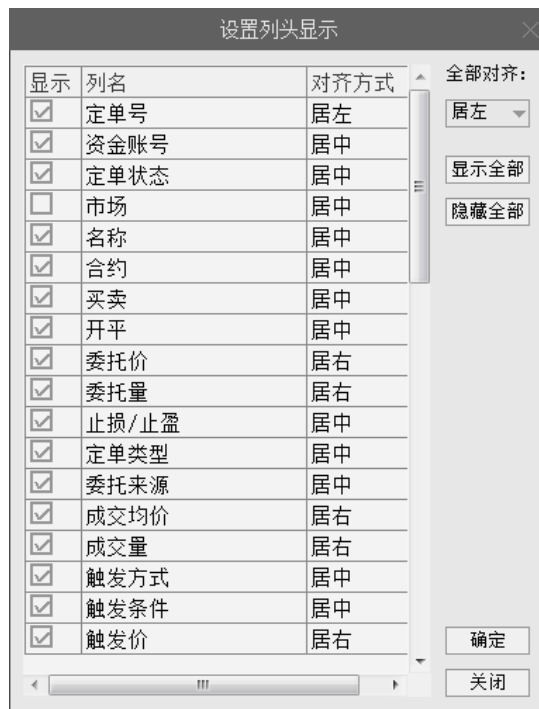 设置列头显示
显示 列名 对齐方式
定单号 居左
资金账号 居中
定单状态 居中
市场 居中
名称 居中
合约 居中
买卖 居中
开平 居中
委托价 居右
委托量 居右
止损/止盈 居中
定单类型 居中
委托来源 居中
成交均价 居右
成交量 居右
触发方式 居中
触发条件 居中
触发价 居右
全部对齐:
居左
显示全部
隐藏全部
确定
关闭